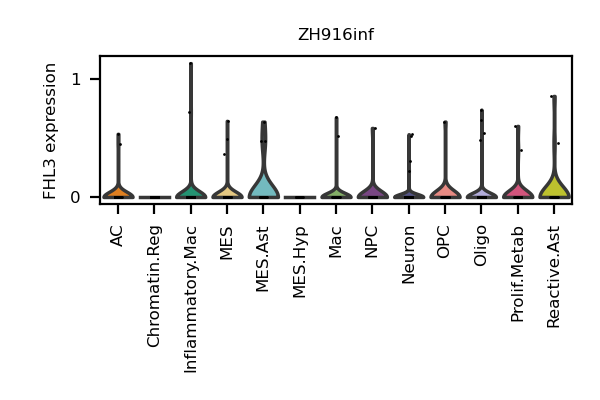 ZH916inf
FHL3 expression
1
0
AC
Chromatin.Reg
Inflammatory.Mac
MES
MES.Ast
MES.Hyp
Mac
NPC
Neuron
OPC
Oligo
Prolif.Metab
Reactive.Ast